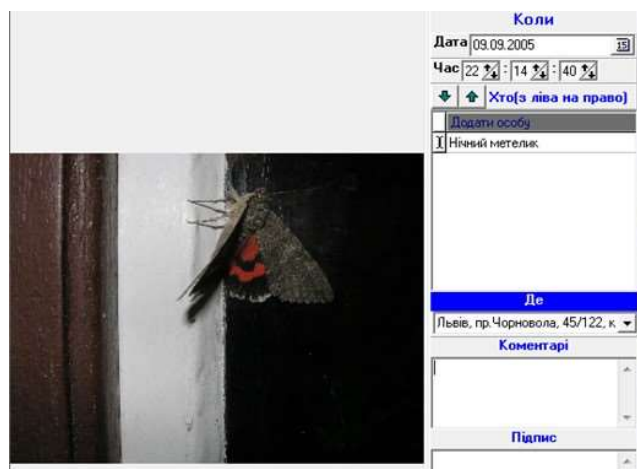 Коли
Дата 09.09.2005 15
Час 22 : 14 : 40
Хто(з ліва на право)
Додати особу
Нічний метелик
Де
Львів, пр.Чорновола, 45/122, к
Коментарі
Підпис